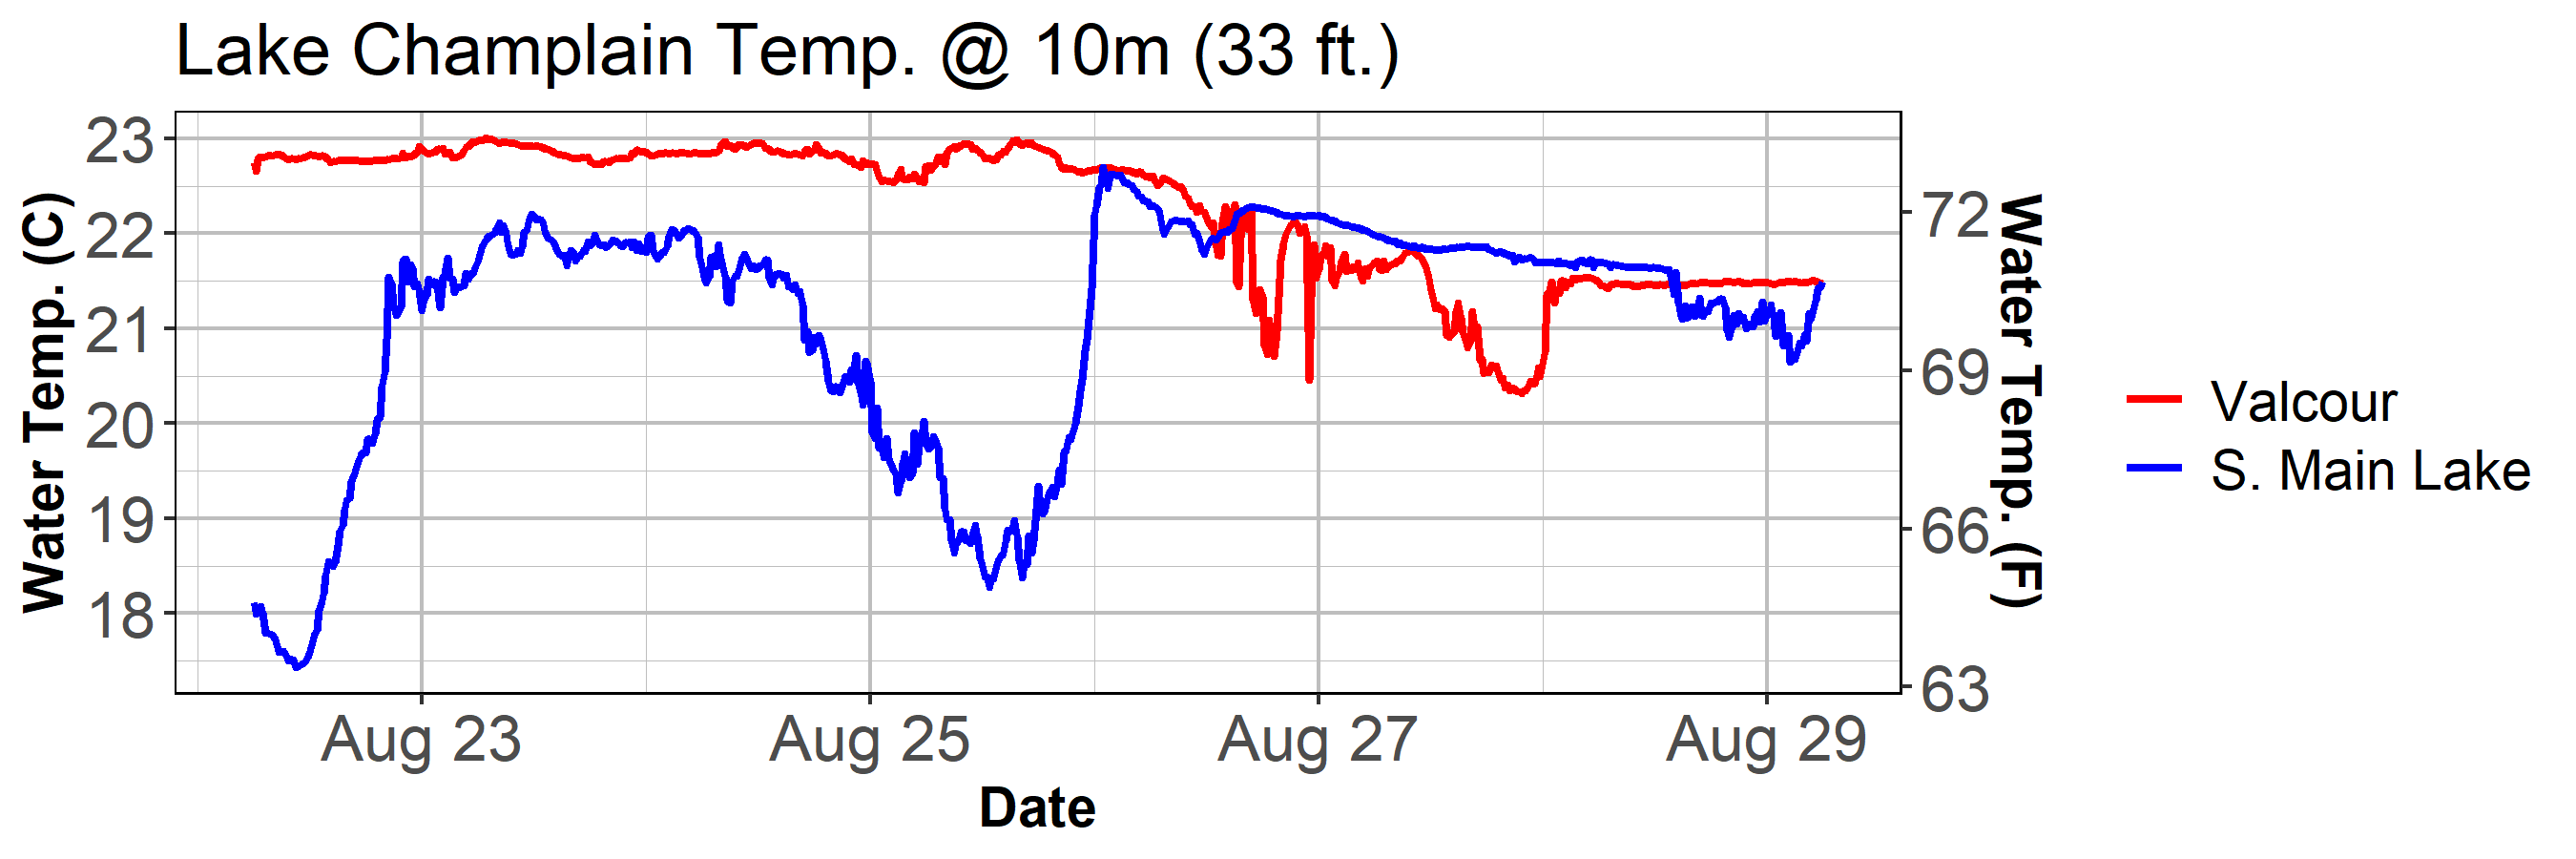 Lake Champlain Temp. @ 10m (33 ft.)
Water Temp. (C)
23
22
21
20
19
18
72
69
66
63
Water Temp. (F)
Aug 23
Aug 25
Aug 27
Aug 29
Date
Valcour
S. Main Lake